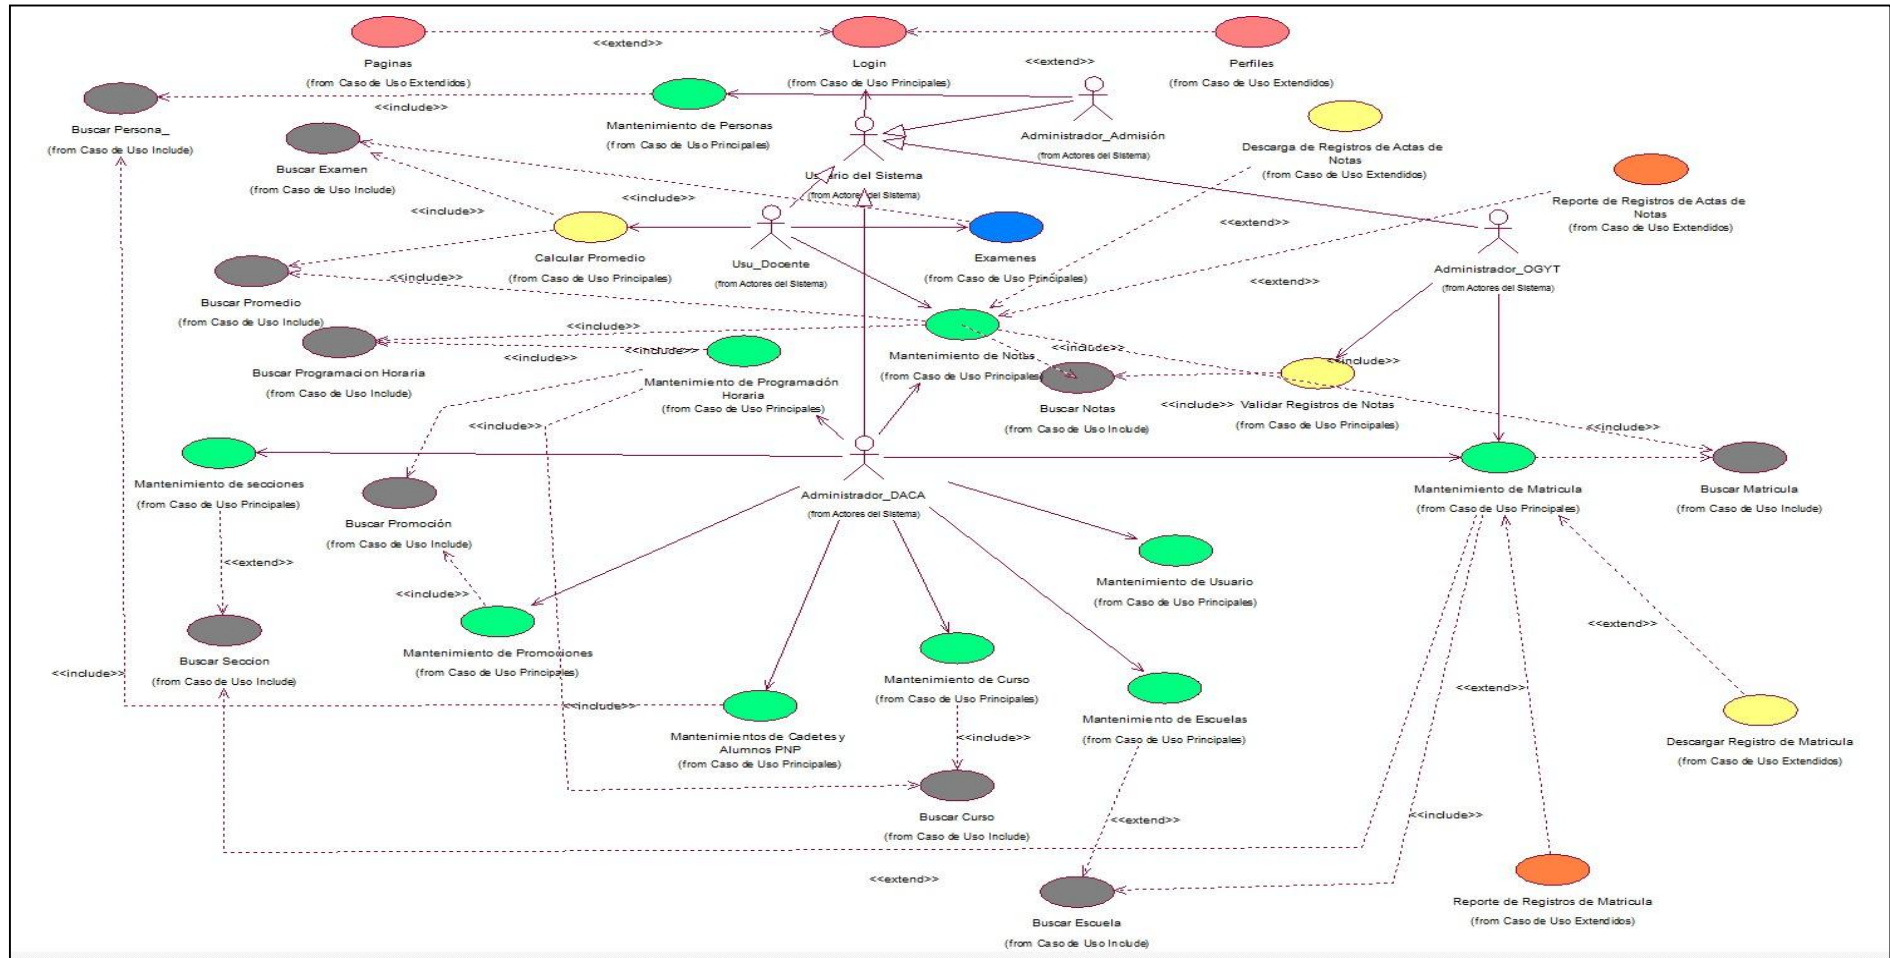 <<extend>>
Paginas
(from Caso de Uso Extendidos)
Login
(from Caso de Uso Principales)
<<extend>>
Perfiles
(from Caso de Uso Extendidos)
<<include>>
Buscar Persona_
(from Caso de Uso Include)
Mantenimiento de Personas
(from Caso de Uso Principales)
Administrador_Admisión
(from Actores del Sistema)
Descarga de Registros de Actas de
Notas
(from Caso de Uso Extendidos)
Buscar Examen
(from Caso de Uso Include)
Usuario del Sistema
(from Actores del Sistema)
<<include>>
<<include>>
Reporte de Registros de Actas de
Notas
(from Caso de Uso Extendidos)
<<extend>>
Calcular Promedio
(from Caso de Uso Principales)
Usu_Docente
(from Actores del Sistema)
Examenes
(from Caso de Uso Principales)
Administrador_OGYT
(from Actores del Sistema)
<<include>>
<<extend>>
Buscar Promedio
(from Caso de Uso Include)
<<include>>
<<include>>
<<include>>
Mantenimiento de Notas
(from Caso de Uso Principales)
<<include>>
<<include>>
Buscar Programacion Horaria
(from Caso de Uso Include)
Mantenimiento de Programación
Horaria
(from Caso de Uso Principales)
Buscar Notas
(from Caso de Uso Include)
<<include>>
Validar Registros de Notas
(from Caso de Uso Principales)
<<include>>
<<include>>
Mantenimiento de secciones
(from Caso de Uso Principales)
Buscar Promoción
(from Caso de Uso Include)
Administrador_DACA
(from Actores del Sistema)
Mantenimiento de Matricula
(from Caso de Uso Principales)
Buscar Matricula
(from Caso de Uso Include)
<<extend>>
<<include>>
Mantenimiento de Usuario
(from Caso de Uso Principales)
<<extend>>
Buscar Seccion
(from Caso de Uso Include)
Mantenimiento de Promociones
(from Caso de Uso Principales)
<<include>>
Mantenimiento de Curso
(from Caso de Uso Principales)
<<extend>>
<<include>>
Mantenimiento de Escuelas
(from Caso de Uso Principales)
Mantenimientos de Cadetes y
Alumnos PNP
(from Caso de Uso Principales)
<<include>>
Descargar Registro de Matricula
(from Caso de Uso Extendidos)
Buscar Curso
(from Caso de Uso Include)
<<extend>>
<<include>>
<<extend>>
Buscar Escuela
(from Caso de Uso Include)
Reporte de Registros de Matricula
(from Caso de Uso Extendidos)